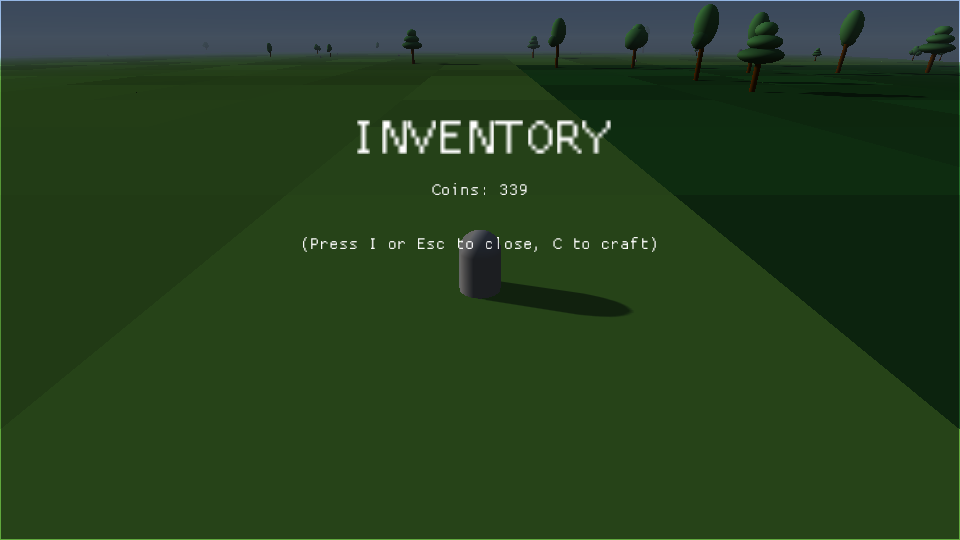 INVENTORY
Coins: 339
(Press I or Esc to close, C to craft)